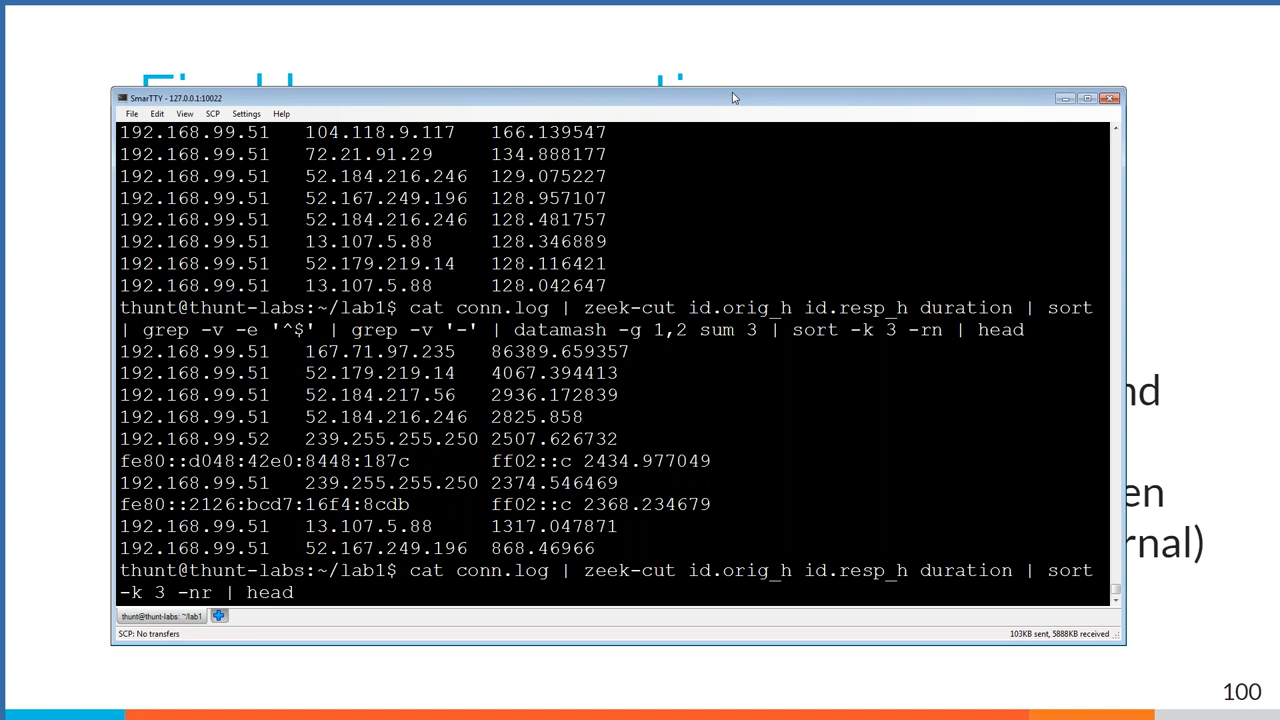 SmarTTY - 127.0.0.1:10022
File Edit View SCP Settings Help
192.168.99.51 104.118.9.117 166.139547
192.168.99.51 72.21.91.29 134.888177
192.168.99.51 52.184.216.246 129.075227
192.168.99.51 52.167.249.196 128.957107
192.168.99.51 52.184.216.246 128.481757
192.168.99.51 13.107.5.88 128.346889
192.168.99.51 52.179.219.14 128.116421
192.168.99.51 13.107.5.88 128.042647
thunt@thunt-labs:~/lab1$ cat conn.log | zeek-cut id.orig_h id.resp_h duration | sort
| grep -v -e '^$' | grep -v '-' | datamash -g 1,2 sum 3 | sort -k 3 -rn | head
192.168.99.51 167.71.97.235 86389.659357
192.168.99.51 52.179.219.14 4067.394413
192.168.99.51 52.184.217.56 2936.172839
192.168.99.51 52.184.216.246 2825.858
192.168.99.52 239.255.255.250 2507.626732
fe80::d048:42e0:8448:187c ff02::c 2434.977049
192.168.99.51 239.255.255.250 2374.546469
fe80::2126:bcd7:16f4:8cdb ff02::c 2368.234679
192.168.99.51 13.107.5.88 1317.047871
192.168.99.51 52.167.249.196 868.46966
thunt@thunt-labs:~/lab1$ cat conn.log | zeek-cut id.orig_h id.resp_h duration | sort
-k 3 -nr | head
nd
en
rnal)
thunt@thunt-labs: ~/lab1
SCP: No transfers
103KB sent, 5888KB received
100